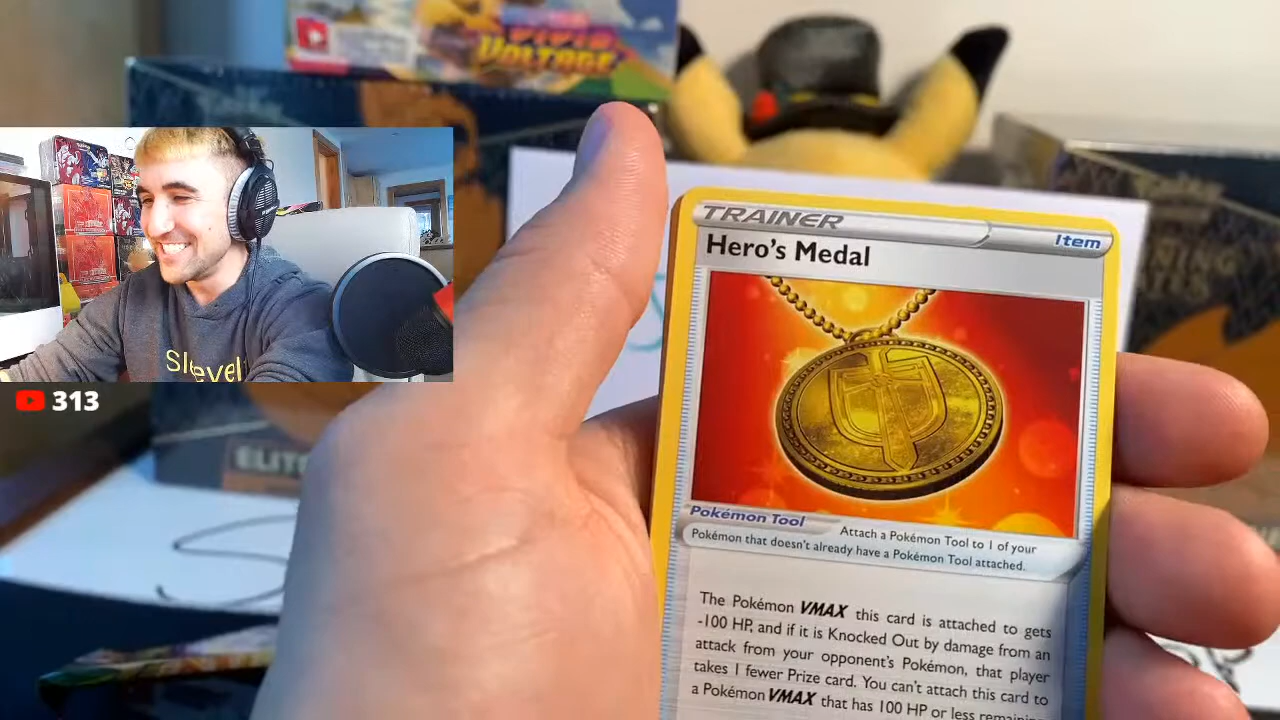 VIVID
VOLTAGE
TRAINER
Item
Hero's Medal
313
Pokémon Tool
Attach a Pokémon Tool to 1 of your
Pokémon that doesn't already have a Pokémon Tool attached.
The Pokémon VMAX this card is attached to gets
-100 HP, and if it is Knocked Out by damage from an
attack from your opponent's Pokémon, that player
takes 1 fewer Prize card. You can't attach this card to
a Pokémon VMAX that has 100 HP or less remaining
ELITE